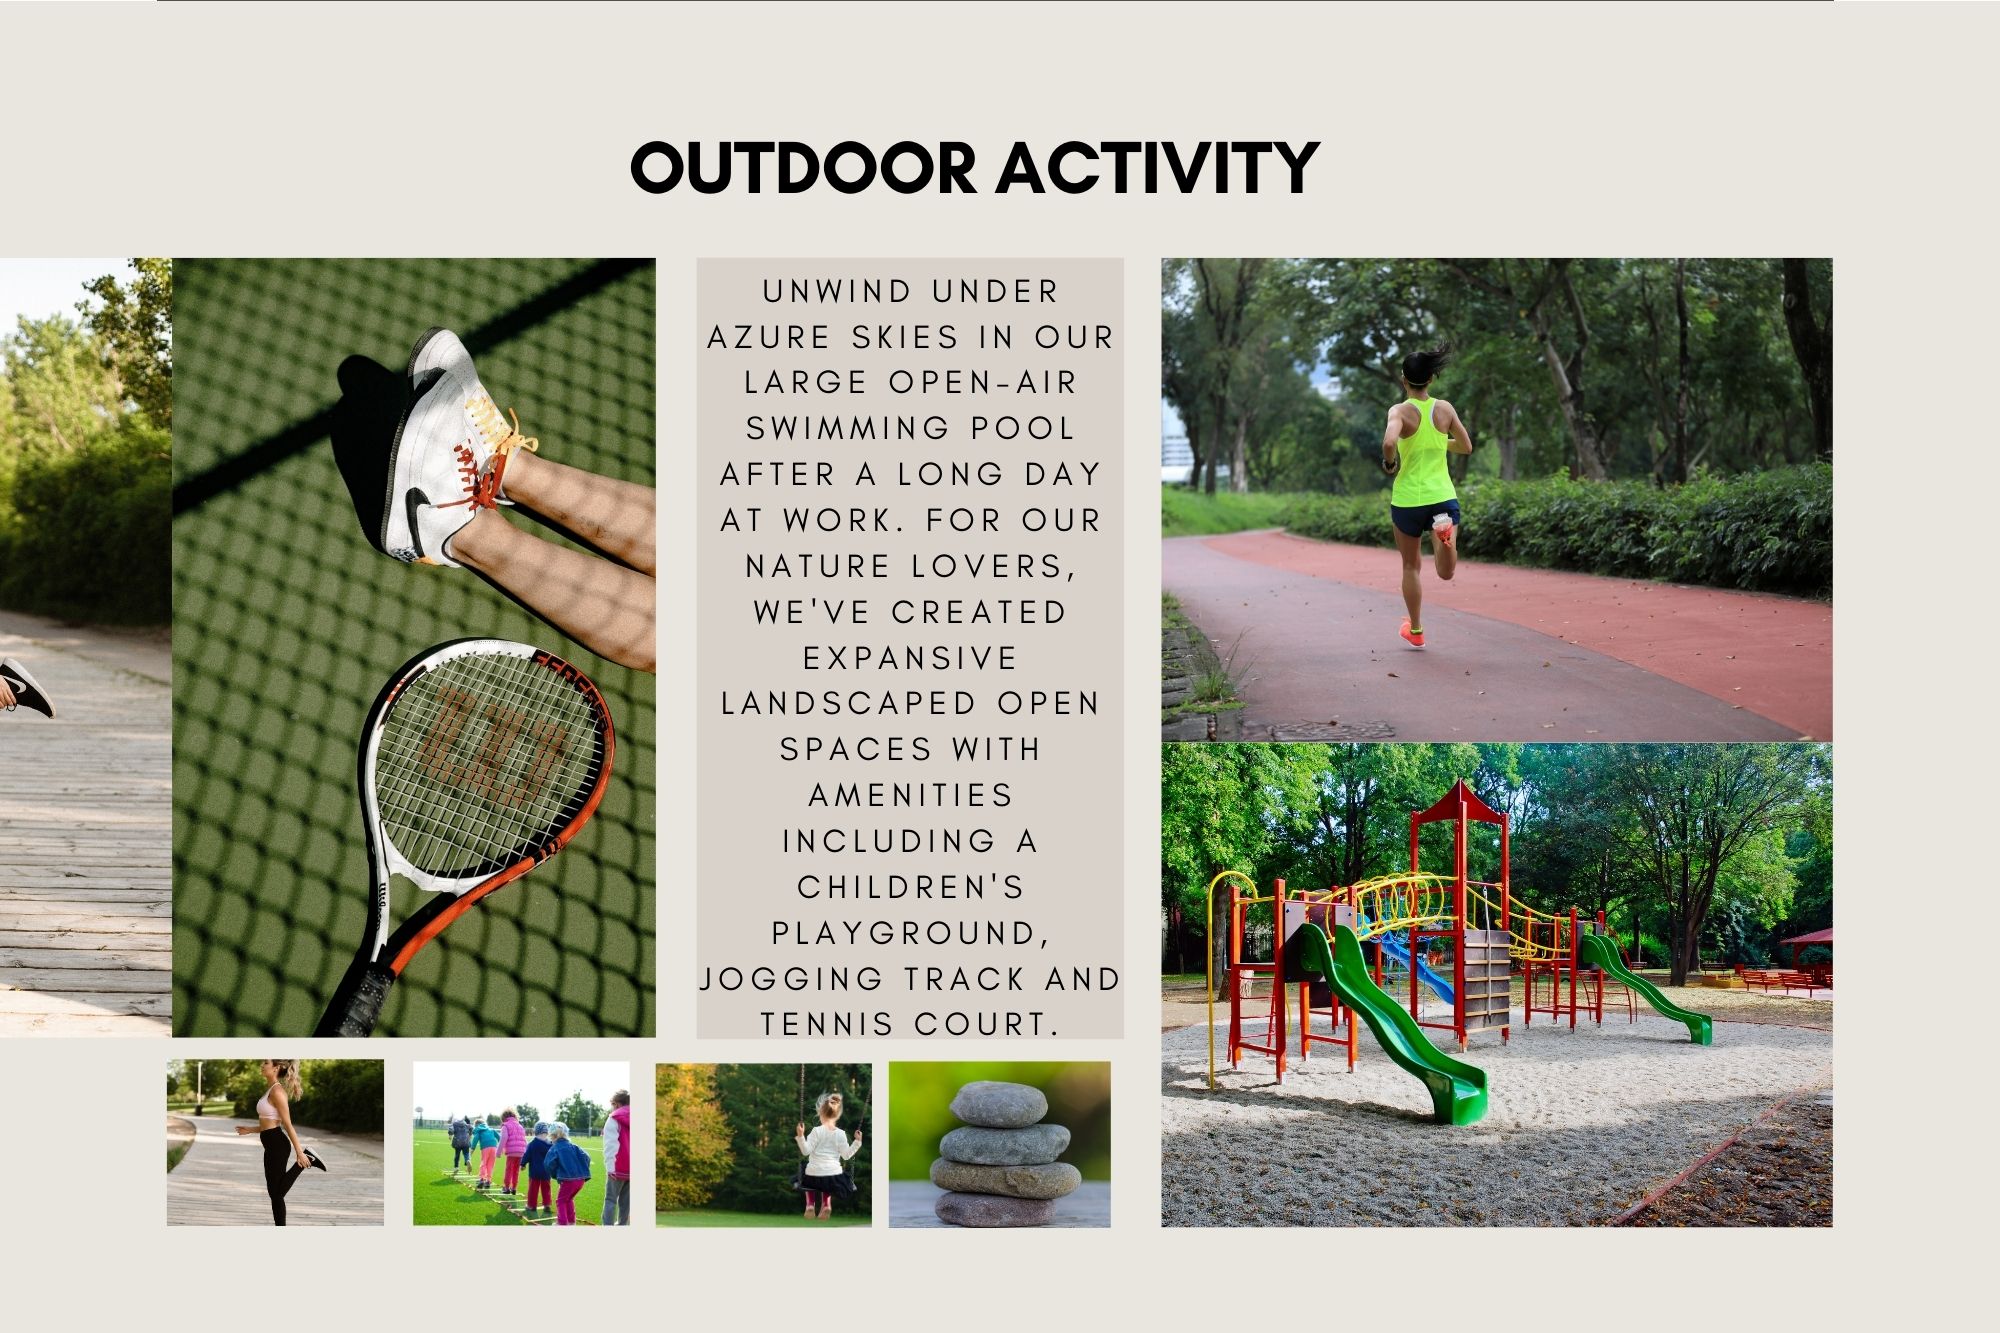 OUTDOOR ACTIVITY
UNWIND UNDER
AZURE SKIES IN OUR
LARGE OPEN-AIR
SWIMMING POOL
AFTER A LONG DAY
AT WORK. FOR OUR
NATURE LOVERS,
WE'VE CREATED
EXPANSIVE
LANDSCAPED OPEN
SPACES WITH
AMENITIES
INCLUDING A
CHILDREN'S
PLAYGROUND,
JOGGING TRACK AND
TENNIS COURT.